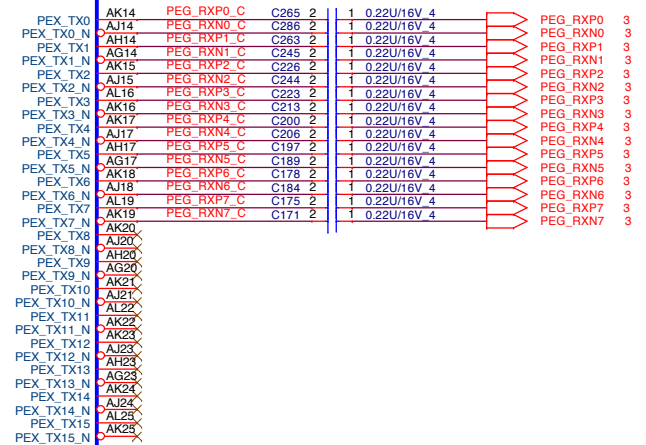 PEX_TX0 AK14 PEG_RXP0_C C265 2 1 0.22U/16V_4 PEG_RXP0 3
PEX_TX0_N AJ14 PEG_RXN0_C C286 2 1 0.22U/16V_4 PEG_RXN0 3
PEX_TX1 AH14 PEG_RXP1_C C263 2 1 0.22U/16V_4 PEG_RXP1 3
PEX_TX1_N AG14 PEG_RXN1_C C245 2 1 0.22U/16V_4 PEG_RXN1 3
PEX_TX2 AK15 PEG_RXP2_C C226 2 1 0.22U/16V_4 PEG_RXP2 3
PEX_TX2_N AJ15 PEG_RXN2_C C244 2 1 0.22U/16V_4 PEG_RXN2 3
PEX_TX3 AL16 PEG_RXP3_C C223 2 1 0.22U/16V_4 PEG_RXP3 3
PEX_TX3_N AK16 PEG_RXN3_C C213 2 1 0.22U/16V_4 PEG_RXN3 3
PEX_TX4 AK17 PEG_RXP4_C C200 2 1 0.22U/16V_4 PEG_RXP4 3
PEX_TX4_N AJ17 PEG_RXN4_C C206 2 1 0.22U/16V_4 PEG_RXN4 3
PEX_TX5 AH17 PEG_RXP5_C C197 2 1 0.22U/16V_4 PEG_RXP5 3
PEX_TX5_N AG17 PEG_RXN5_C C189 2 1 0.22U/16V_4 PEG_RXN5 3
PEX_TX6 AK18 PEG_RXP6_C C178 2 1 0.22U/16V_4 PEG_RXP6 3
PEX_TX6_N AJ18 PEG_RXN6_C C184 2 1 0.22U/16V_4 PEG_RXN6 3
PEX_TX7 AL19 PEG_RXP7_C C175 2 1 0.22U/16V_4 PEG_RXP7 3
PEX_TX7_N AK19 PEG_RXN7_C C171 2 1 0.22U/16V_4 PEG_RXN7 3
PEX_TX8 AK20
PEX_TX8_N AJ20
PEX_TX9 AH20
PEX_TX9_N AG20
PEX_TX10 AK21
PEX_TX10_N AJ21
PEX_TX11 AL22
PEX_TX11_N AK22
PEX_TX12 AK23
PEX_TX12_N AJ23
PEX_TX13 AH23
PEX_TX13_N AG23
PEX_TX14 AK24
PEX_TX14_N AJ24
PEX_TX15 AL25
PEX_TX15_N AK25